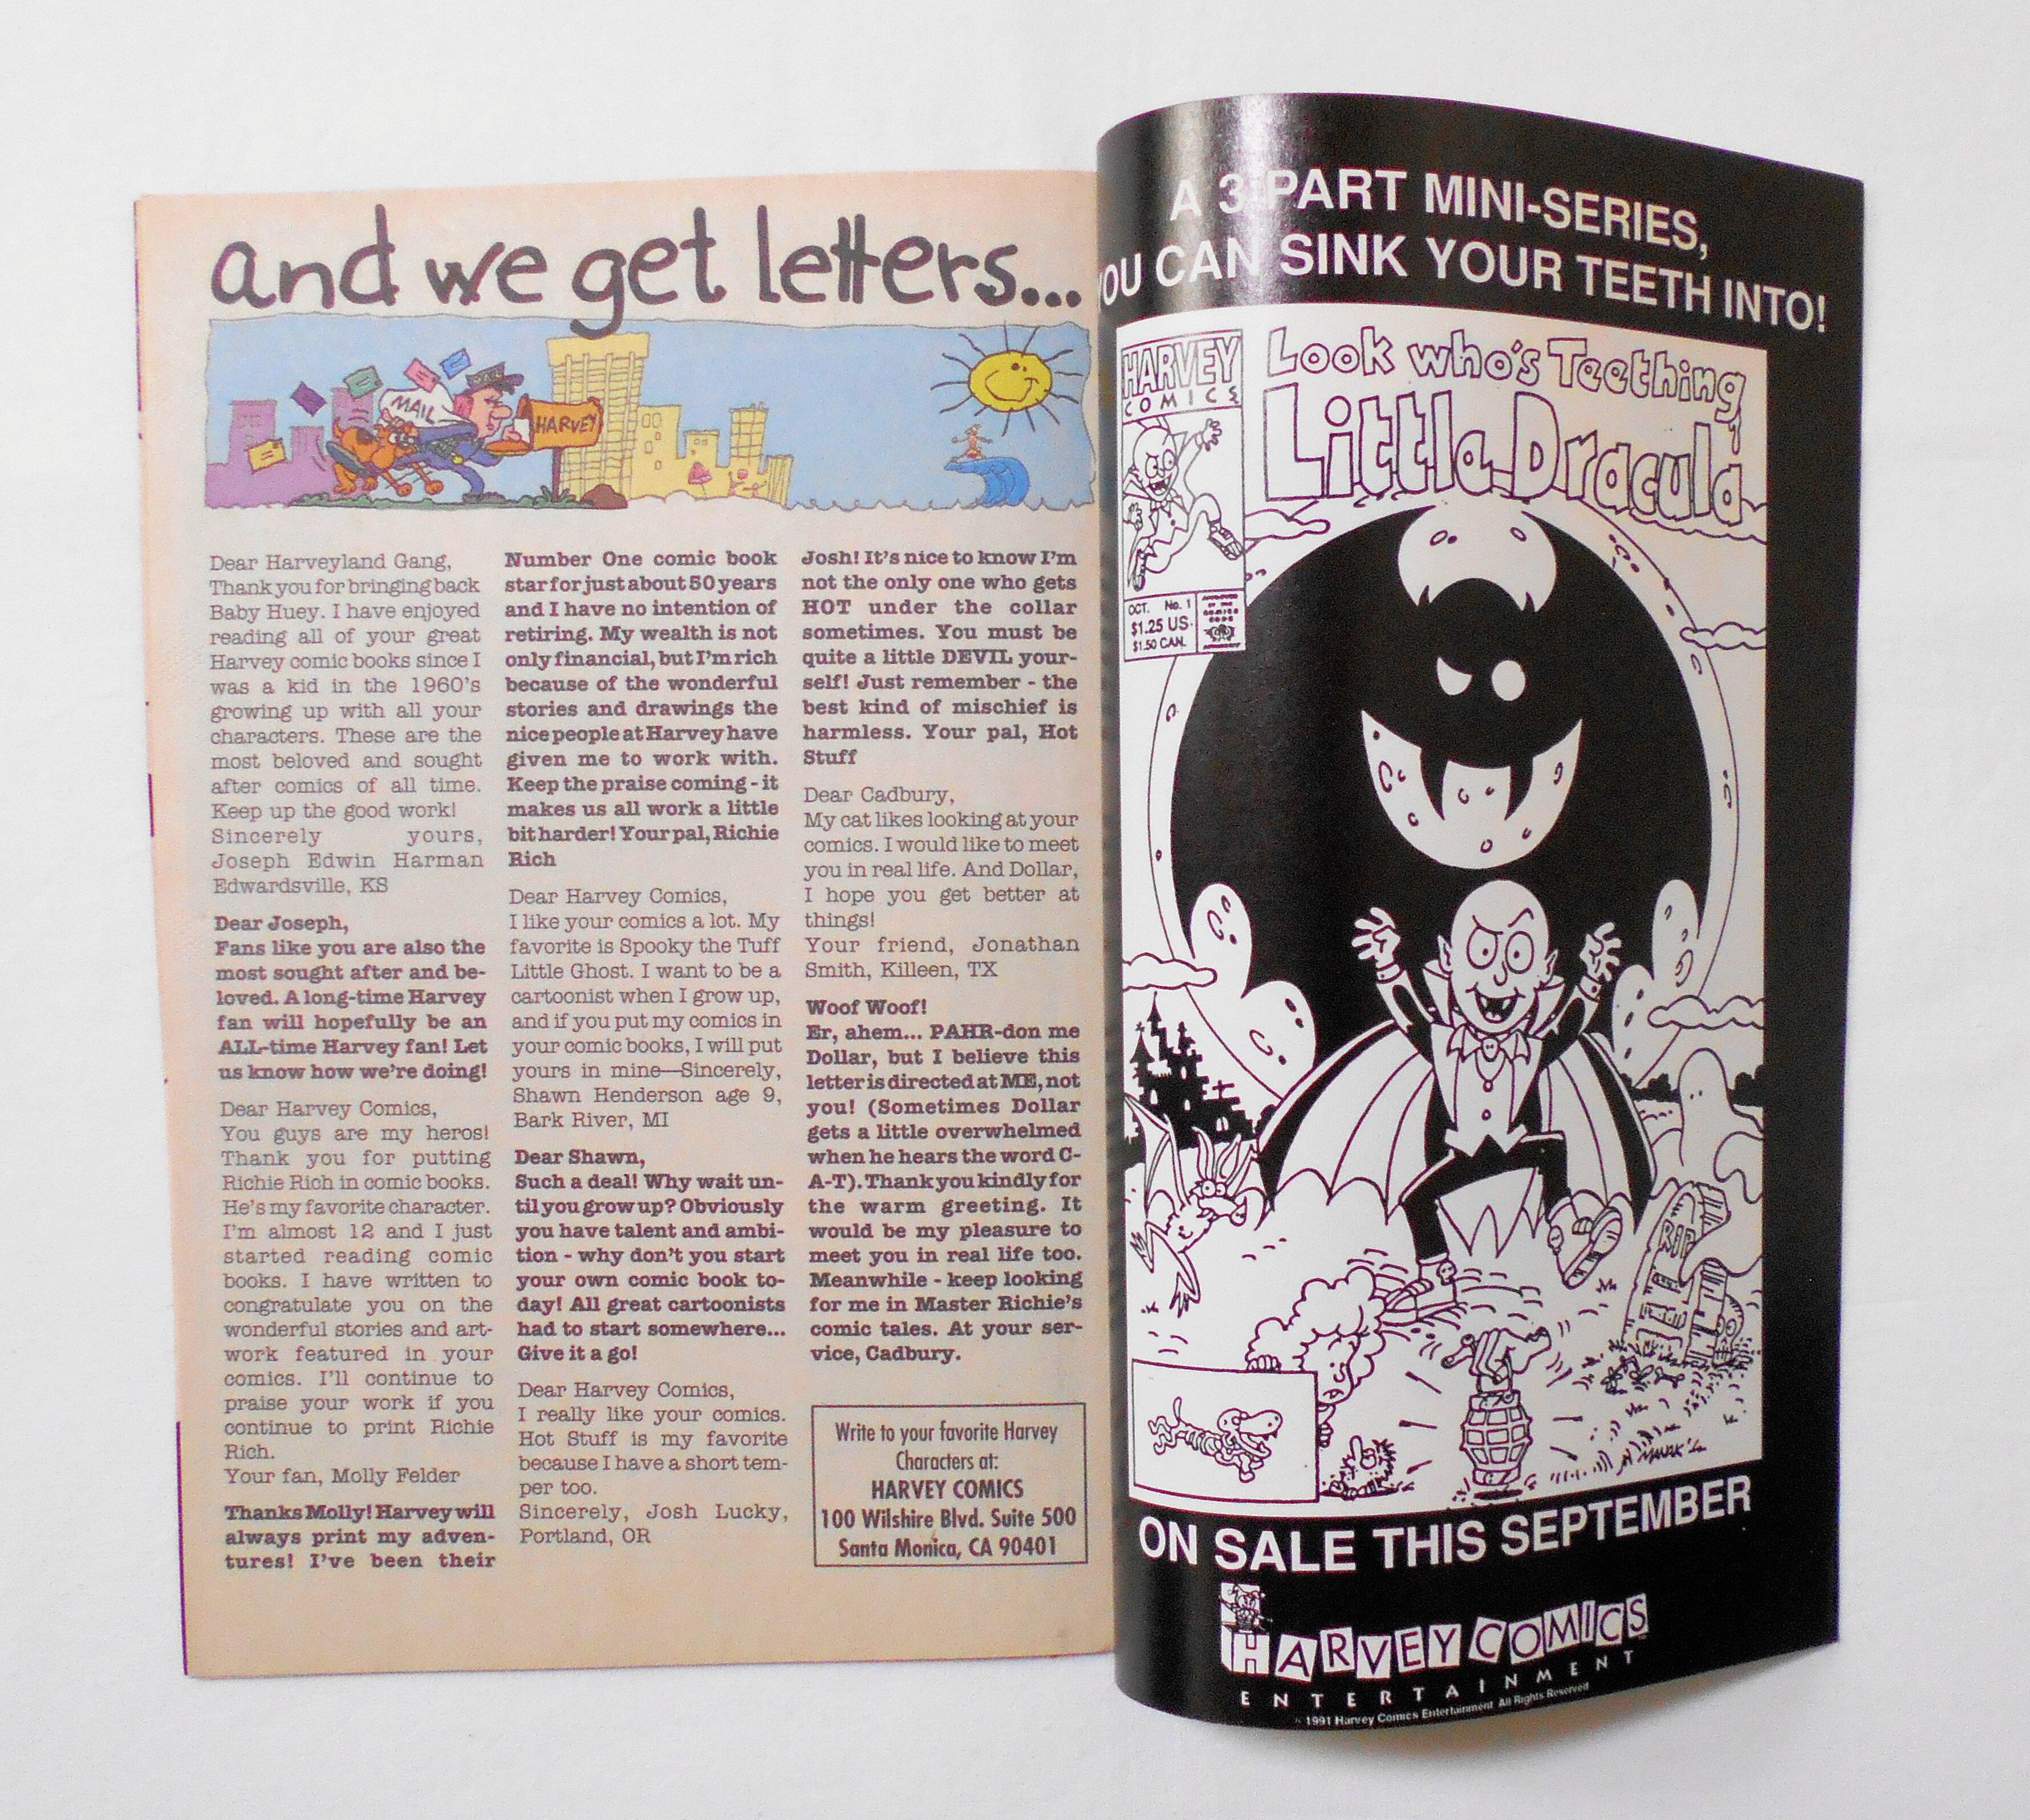 and we get letters...
MAIL
HARVEY
Dear Harveyland Gang,
Thank you for bringing back
Baby Huey. I have enjoyed
reading all of your great
Harvey comic books since I
was a kid in the 1960's
growing up with all your
characters. These are the
most beloved and sought
after comics of all time.
Keep up the good work!
Sincerely yours,
Joseph Edwin Harman
Edwardsville, KS
Dear Joseph,
Fans like you are also the
most sought after and be-
loved. A long-time Harvey
fan will hopefully be an
ALL-time Harvey fan! Let
us know how we're doing!
Dear Harvey Comics,
You guys are my heros!
Thank you for putting
Richie Rich in comic books.
He's my favorite character.
I'm almost 12 and I just
started reading comic
books. I have written to
congratulate you on the
wonderful stories and art-
work featured in your
comics. I'll continue to
praise your work if you
continue to print Richie
Rich.
Your fan, Molly Felder
Thanks Molly! Harvey will
always print my adven-
tures! I've been their
Number One comic book
star for just about 50 years
and I have no intention of
retiring. My wealth is not
only financial, but I'm rich
because of the wonderful
stories and drawings the
nice people at Harvey have
given me to work with.
Keep the praise coming - it
makes us all work a little
bit harder! Your pal, Richie
Rich
Dear Harvey Comics,
I like your comics a lot. My
favorite is Spooky the Tuff
Little Ghost. I want to be a
cartoonist when I grow up,
and if you put my comics in
your comic books, I will put
yours in mine—Sincerely,
Shawn Henderson age 9,
Bark River, MI
Dear Shawn,
Such a deal! Why wait un-
til you grow up? Obviously
you have talent and ambi-
tion - why don't you start
your own comic book to-
day! All great cartoonists
had to start somewhere...
Give it a go!
Dear Harvey Comics,
I really like your comics.
Hot Stuff is my favorite
because I have a short tem-
per too.
Sincerely, Josh Lucky,
Portland, OR
Josh! It's nice to know I'm
not the only one who gets
HOT under the collar
sometimes. You must be
quite a little DEVIL your-
self! Just remember - the
best kind of mischief is
harmless. Your pal, Hot
Stuff
Dear Cadbury,
My cat likes looking at your
comics. I would like to meet
you in real life. And Dollar,
I hope you get better at
things!
Your friend, Jonathan
Smith, Killeen, TX
Woof Woof!
Er, ahem... PAHR-don me
Dollar, but I believe this
letter is directed at ME, not
you! (Sometimes Dollar
gets a little overwhelmed
when he hears the word C-
A-T). Thank you kindly for
the warm greeting. It
would be my pleasure to
meet you in real life too.
Meanwhile - keep looking
for me in Master Richie's
comic tales. At your ser-
vice, Cadbury.
Write to your favorite Harvey
Characters at:
HARVEY COMICS
100 Wilshire Blvd. Suite 500
Santa Monica, CA 90401
A 3 PART MINI-SERIES,
YOU CAN SINK YOUR TEETH INTO!
HARVEY
COMICS
Look who's Teething
Little Dracula
OCT. No. 1
$1.25 US
$1.50 CAN.
APPROVED
BY THE
COMICS
CODE
AUTHORITY
RIP
ON SALE THIS SEPTEMBER
HARVEY COMICS
ENTERTAINMENT
© 1991 Harvey Comics Entertainment. All Rights Reserved